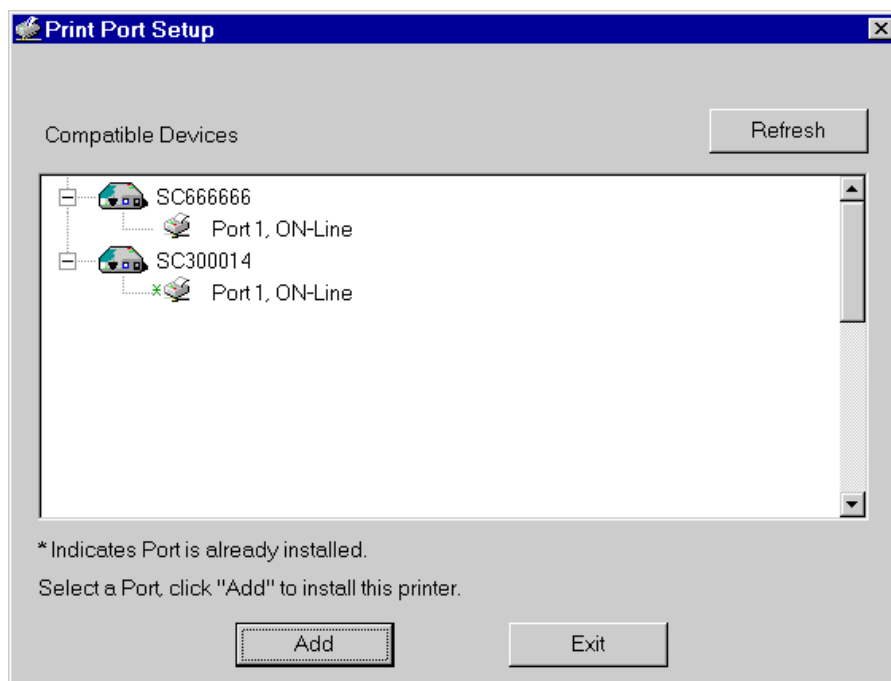 Print Port Setup
Compatible Devices
Refresh
SC666666
Port 1, ON-Line
SC300014
* Port 1, ON-Line
* Indicates Port is already installed.
Select a Port, click "Add" to install this printer.
Add
Exit